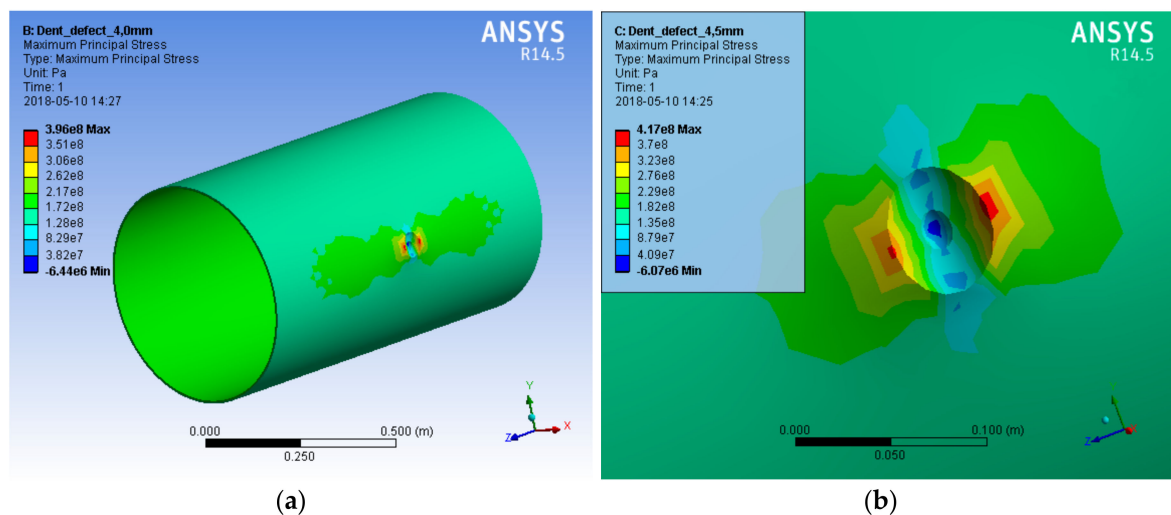 B: Dent_defect_4,0mm
Maximum Principal Stress
Type: Maximum Principal Stress
Unit: Pa
Time: 1
2018-05-10 14:27
3.96e8 Max
3.51e8
3.06e8
2.62e8
2.17e8
1.72e8
1.28e8
8.29e7
3.82e7
-6.44e6 Min
ANSYS
R14.5
0.000
0.500 (m)
0.250
Y
X
Z
(a)
C: Dent_defect_4,5mm
Maximum Principal Stress
Type: Maximum Principal Stress
Unit: Pa
Time: 1
2018-05-10 14:25
4.17e8 Max
3.7e8
3.23e8
2.76e8
2.29e8
1.82e8
1.35e8
8.79e7
4.09e7
-6.07e6 Min
ANSYS
R14.5
0.000
0.100 (m)
0.050
Y
Z
(b)